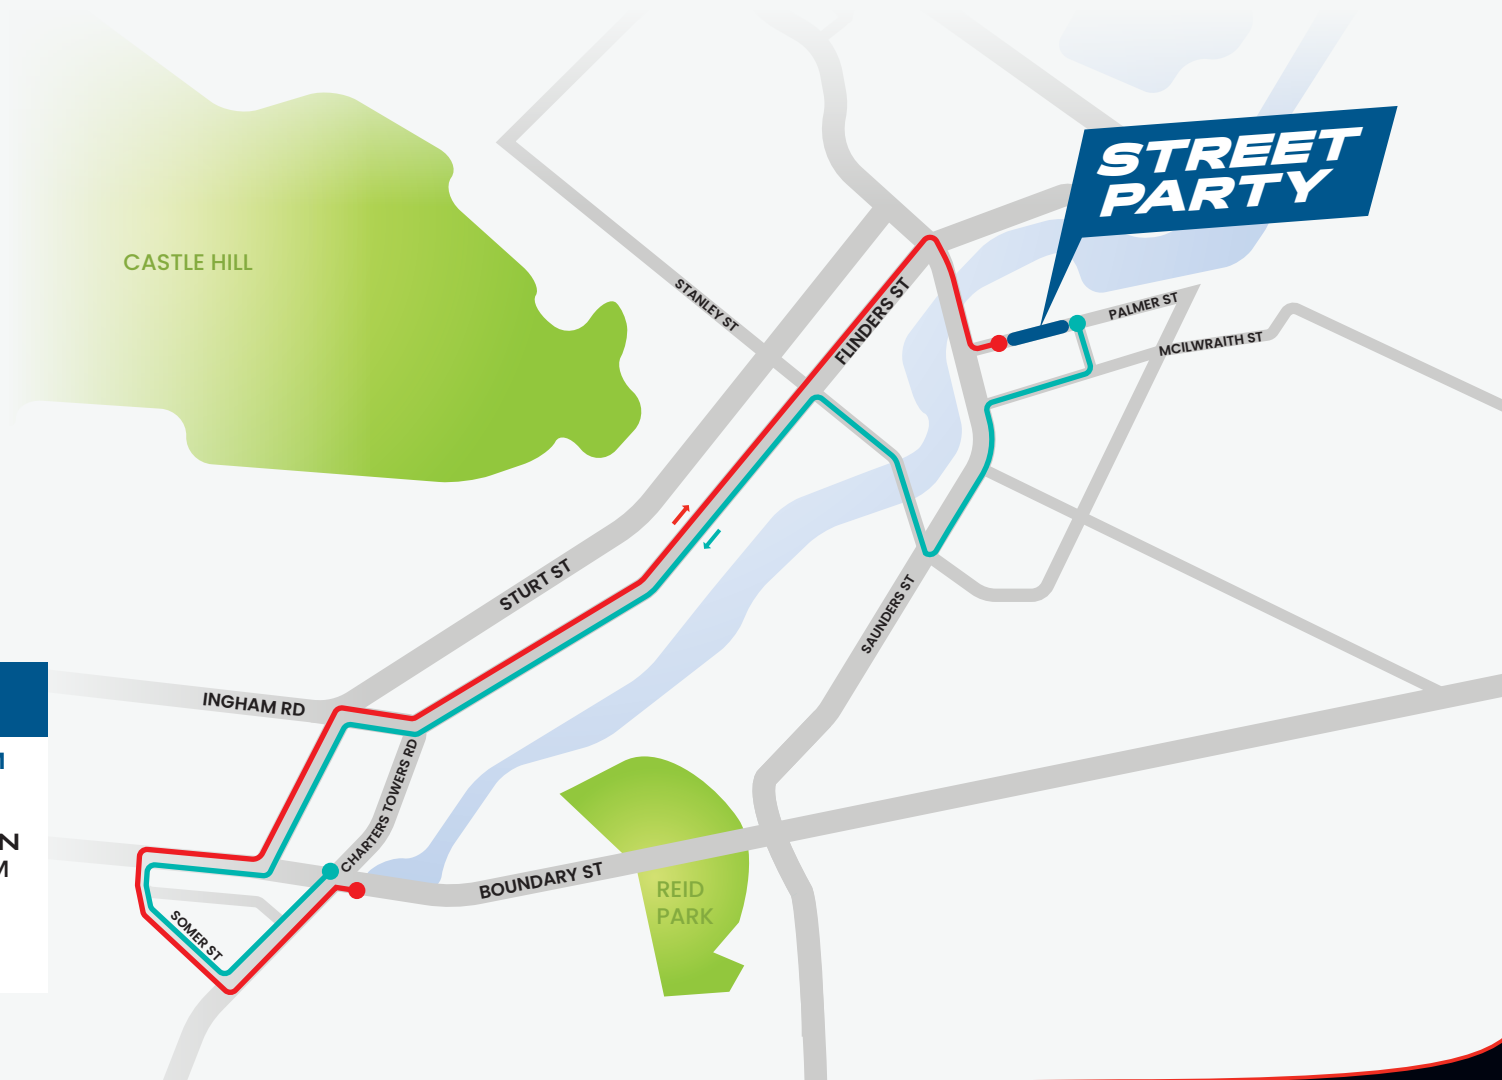 STREET
PARTY
CASTLE HILL
STANLEY ST
FLINDERS ST
PALMER ST
MCILWRAITH ST
STURT ST
SAUNDERS ST
INGHAM RD
CHARTERS TOWERS RD
BOUNDARY ST
REID
PARK
SOMER ST
N
M